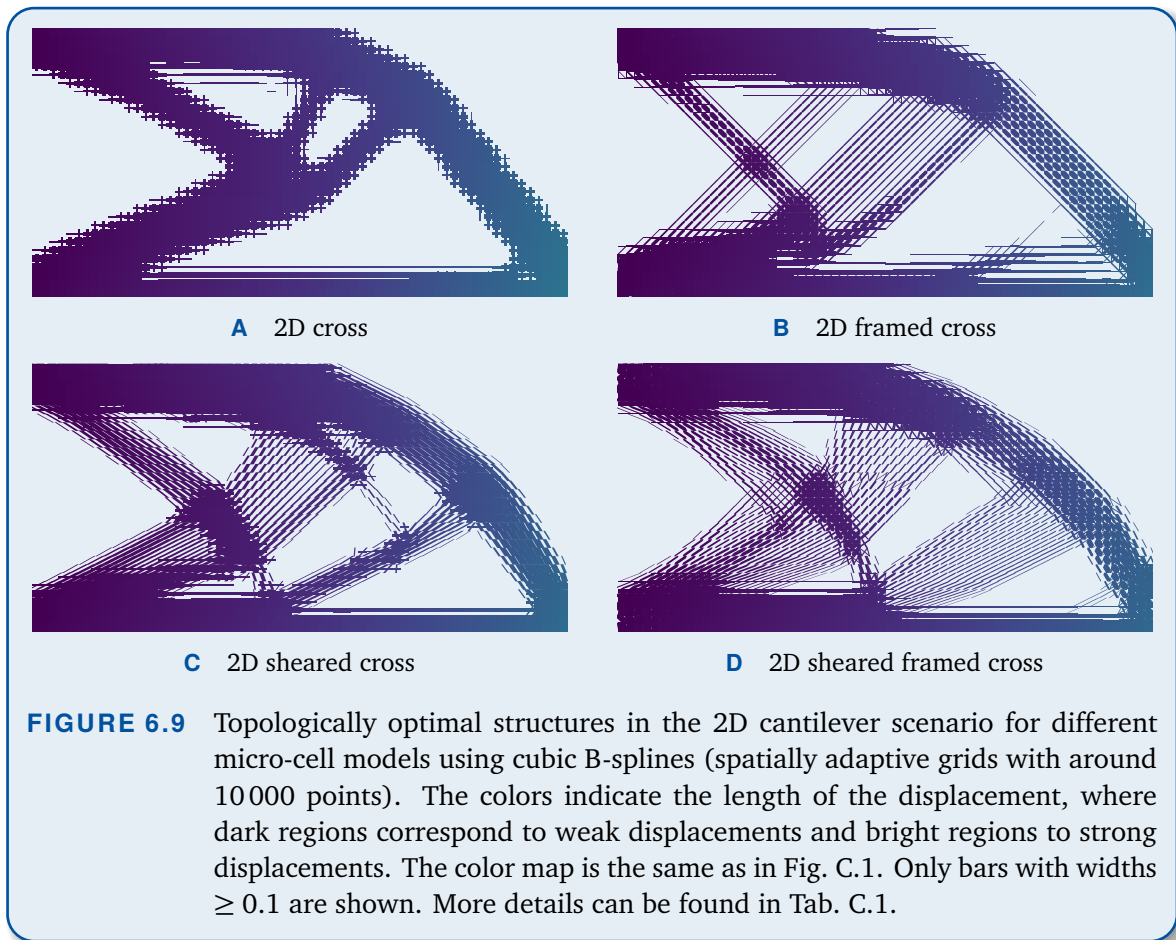 A 2D cross
B 2D framed cross
C 2D sheared cross
D 2D sheared framed cross
FIGURE 6.9 Topologically optimal structures in the 2D cantilever scenario for different
micro-cell models using cubic B-splines (spatially adaptive grids with around
10 000 points). The colors indicate the length of the displacement, where
dark regions correspond to weak displacements and bright regions to strong
displacements. The color map is the same as in Fig. C.1. Only bars with widths
≥ 0.1 are shown. More details can be found in Tab. C.1.